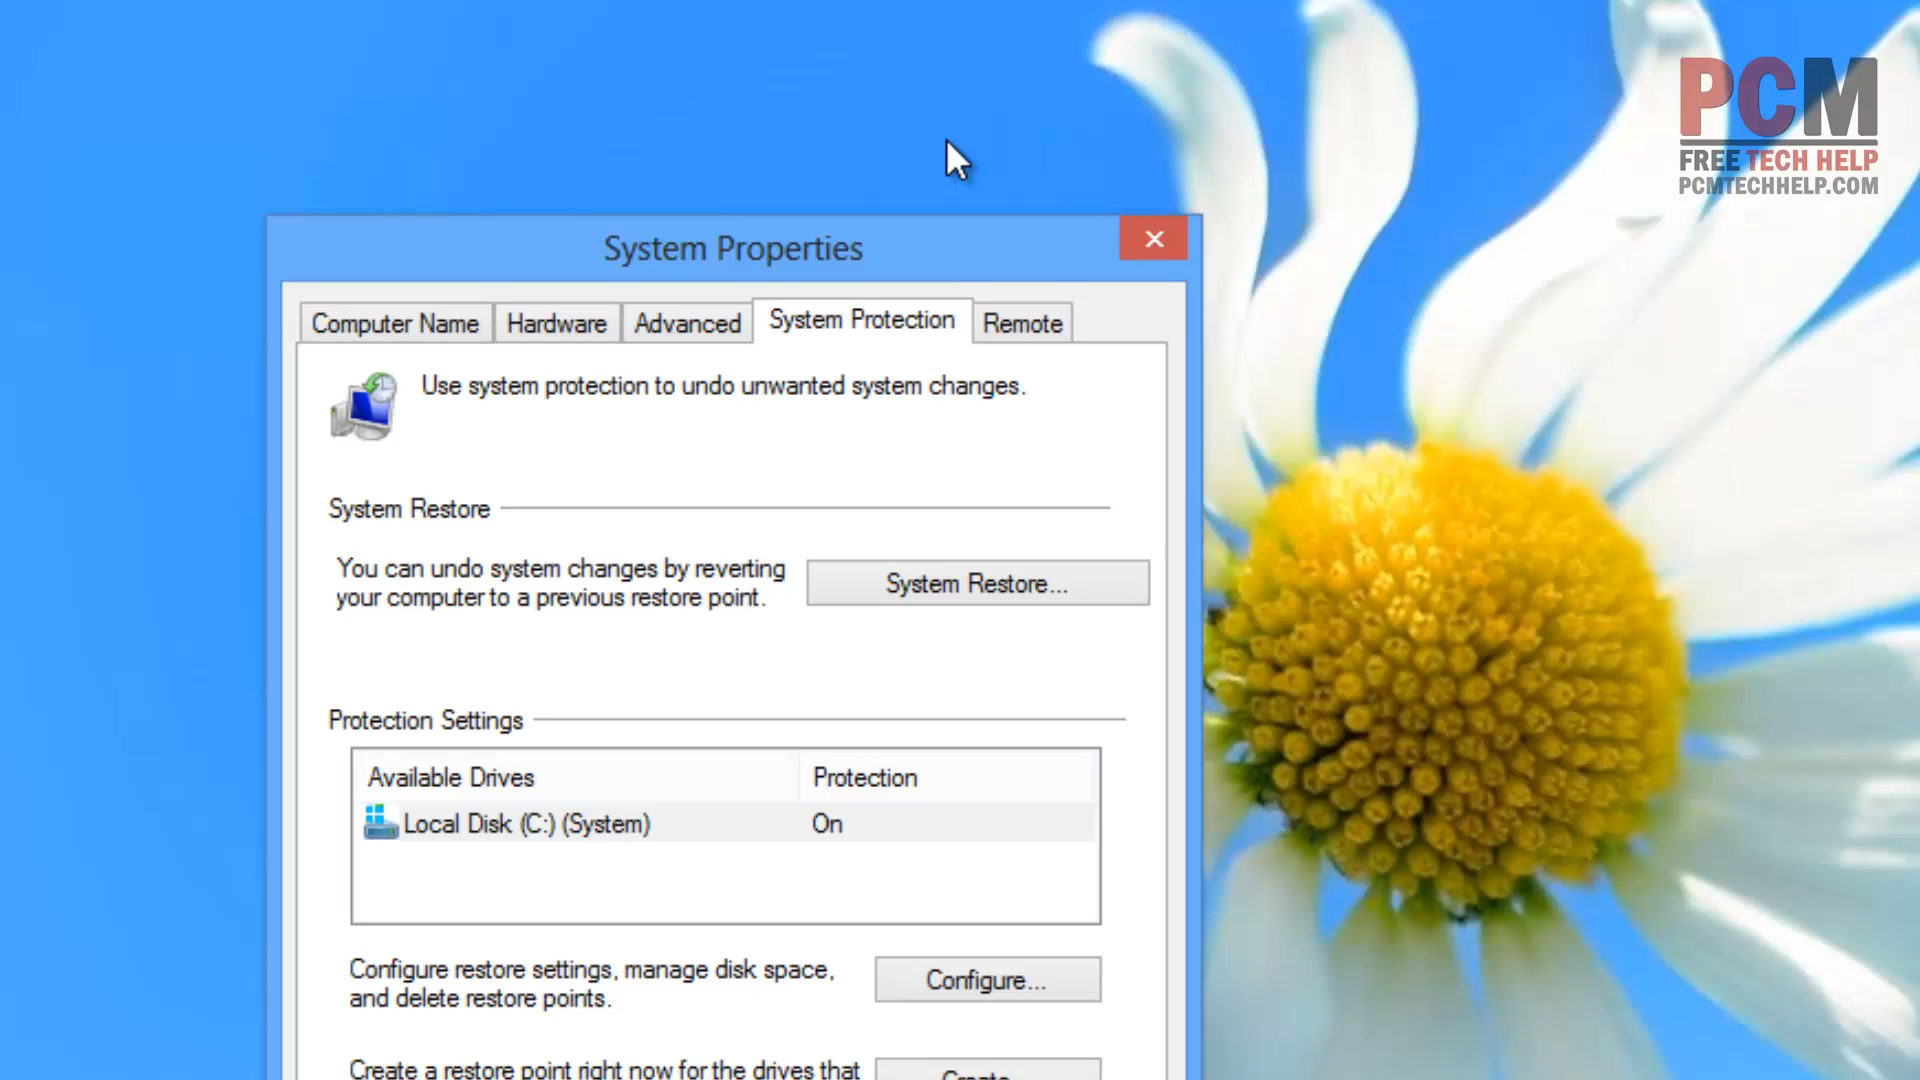 PCM
FREE TECH HELP
PCMTECHHELP.COM
System Properties
Computer Name
Hardware
Advanced
System Protection
Remote
Use system protection to undo unwanted system changes.
System Restore
You can undo system changes by reverting
your computer to a previous restore point.
System Restore...
Protection Settings
Available Drives
Protection
Local Disk (C:) (System)
On
Configure restore settings, manage disk space,
and delete restore points.
Configure...
Create a restore point right now for the drives that
Create...